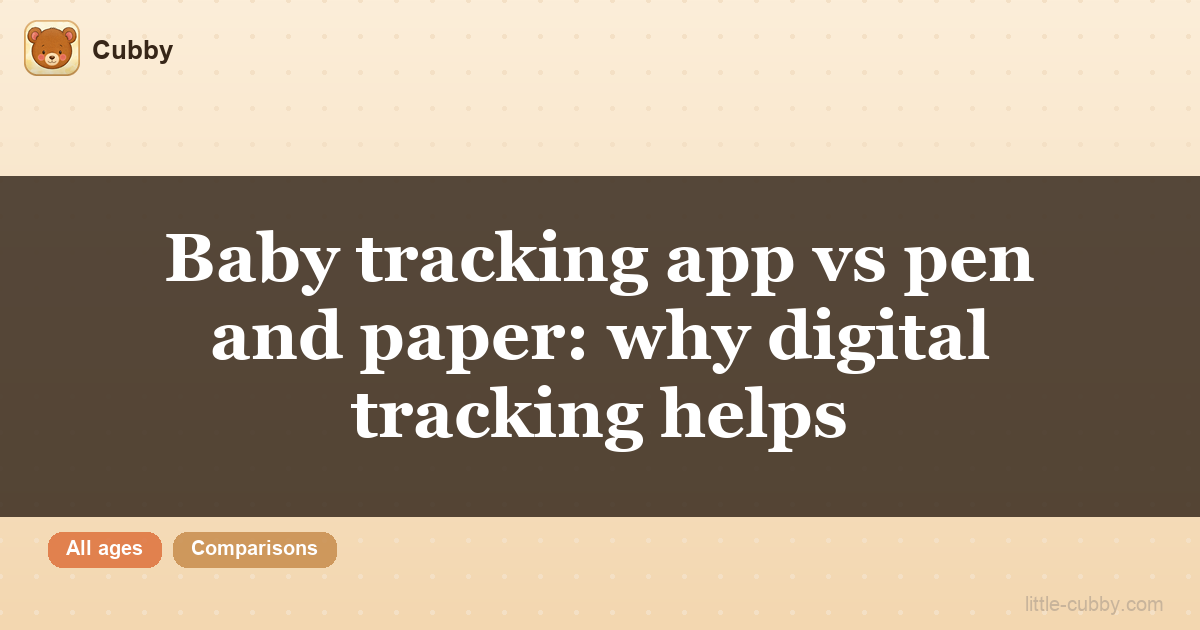 Cubby
Baby tracking app vs pen
and paper: why digital
tracking helps
All ages
Comparisons
little-cubby.com